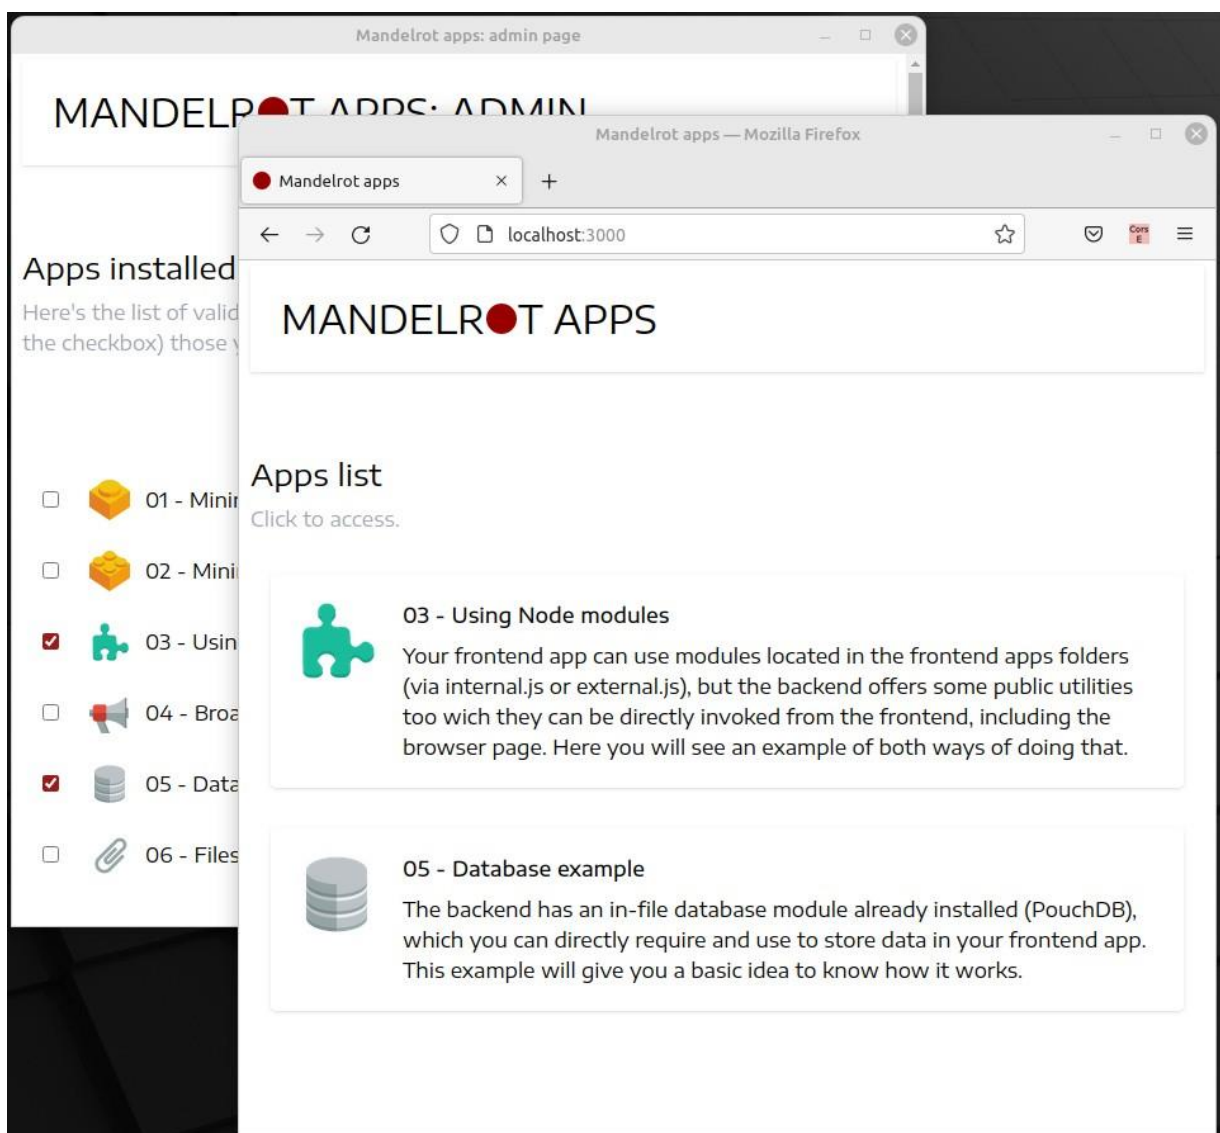 Mandelrot apps: admin page
MANDELR●T APPS: ADMIN
Apps installed
Here's the list of valid
the checkbox) those
01 - Mini
02 - Mini
03 - Usin
04 - Broa
05 - Data
06 - Files
Mandelrot apps — Mozilla Firefox
Mandelrot apps
localhost:3000
Cors
E
MANDELR●T APPS
Apps list
Click to access.
03 - Using Node modules
Your frontend app can use modules located in the frontend apps folders
(via internal.js or external.js), but the backend offers some public utilities
too wich they can be directly invoked from the frontend, including the
browser page. Here you will see an example of both ways of doing that.
05 - Database example
The backend has an in-file database module already installed (PouchDB),
which you can directly require and use to store data in your frontend app.
This example will give you a basic idea to know how it works.